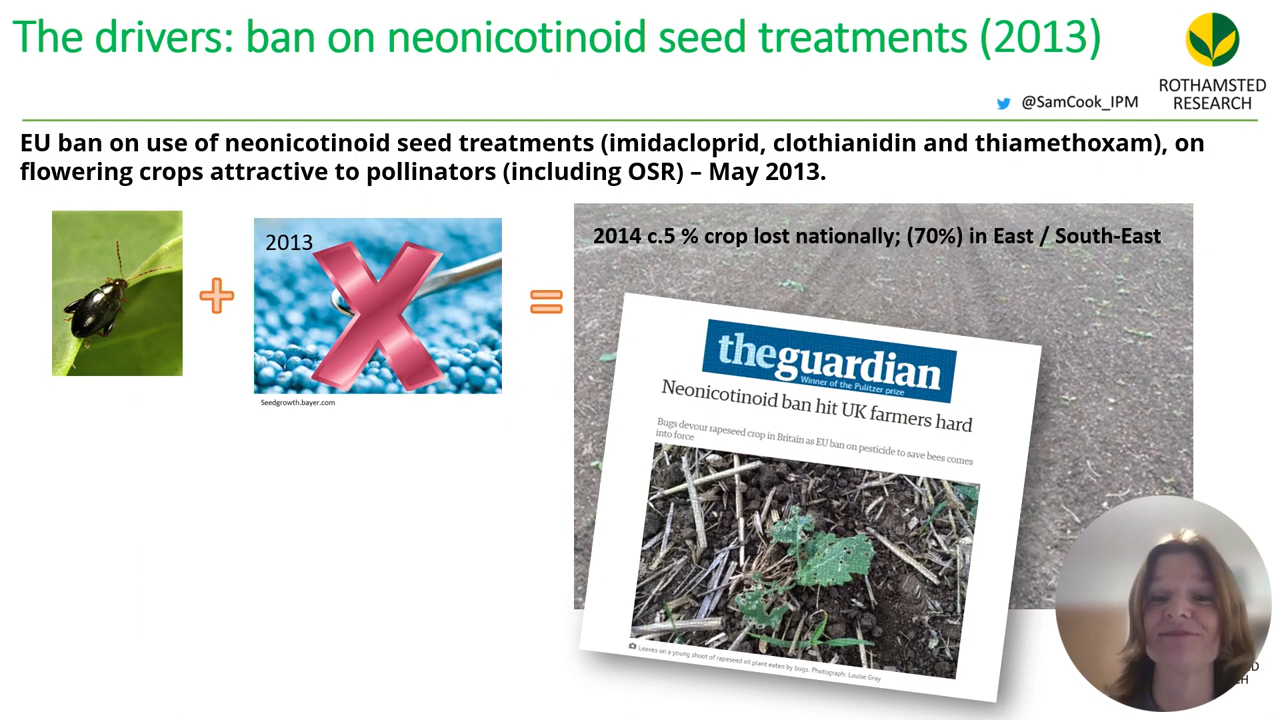 The drivers: ban on neonicotinoid seed treatments (2013)
@SamCook_IPM
ROTHAMSTED
RESEARCH
EU ban on use of neonicotinoid seed treatments (imidacloprid, clothianidin and thiamethoxam), on
flowering crops attractive to pollinators (including OSR) – May 2013.
2013
Seedgrowth.bayer.com
2014 c.5 % crop lost nationally; (70%) in East / South-East
theguardian
Winner of the Pulitzer prize
Neonicotinoid ban hit UK farmers hard
Bugs devour rapeseed crop in Britain as EU ban on pesticide to save bees comes
into force
Leaves on a young shoot of rapeseed oil plant eaten by bugs. Photograph: Louise Gray